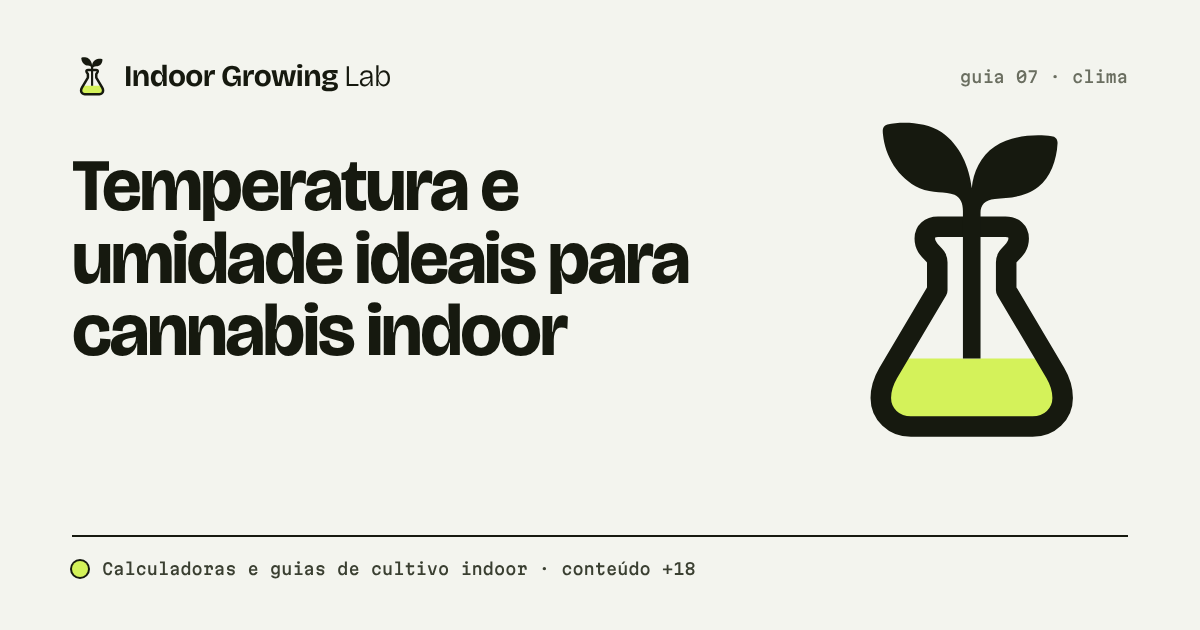 Indoor Growing Lab
guia 07 · clima
Temperatura e
umidade ideais para
cannabis indoor
Calculadoras e guias de cultivo indoor · conteúdo +18